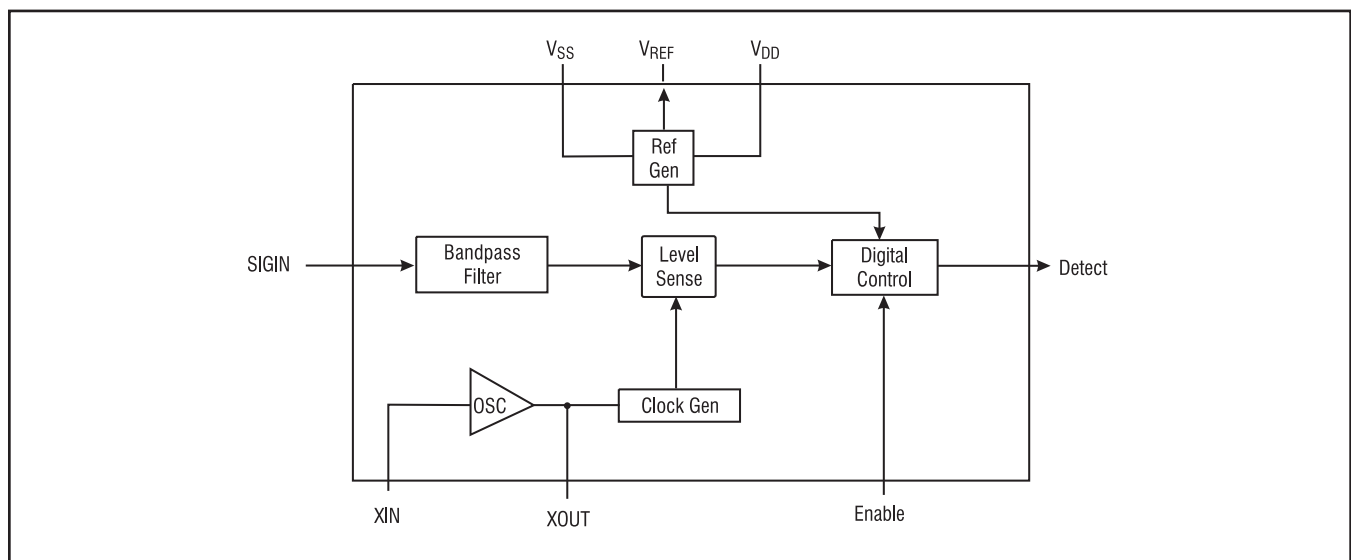 VSS VREF VDD
Ref
Gen
SIGIN
Bandpass
Filter
Level
Sense
Digital
Control
Detect
OSC
Clock Gen
XIN
XOUT
Enable